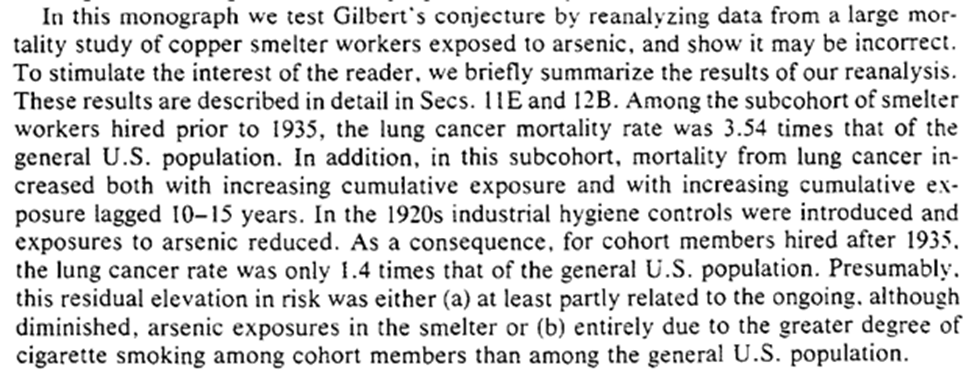 In this monograph we test Gilbert's conjecture by reanalyzing data from a large mor-
tality study of copper smelter workers exposed to arsenic, and show it may be incorrect.
To stimulate the interest of the reader, we briefly summarize the results of our reanalysis.
These results are described in detail in Secs. 11E and 12B. Among the subcohort of smelter
workers hired prior to 1935, the lung cancer mortality rate was 3.54 times that of the
general U.S. population. In addition, in this subcohort, mortality from lung cancer in-
creased both with increasing cumulative exposure and with increasing cumulative ex-
posure lagged 10–15 years. In the 1920s industrial hygiene controls were introduced and
exposures to arsenic reduced. As a consequence, for cohort members hired after 1935,
the lung cancer rate was only 1.4 times that of the general U.S. population. Presumably,
this residual elevation in risk was either (a) at least partly related to the ongoing, although
diminished, arsenic exposures in the smelter or (b) entirely due to the greater degree of
cigarette smoking among cohort members than among the general U.S. population.